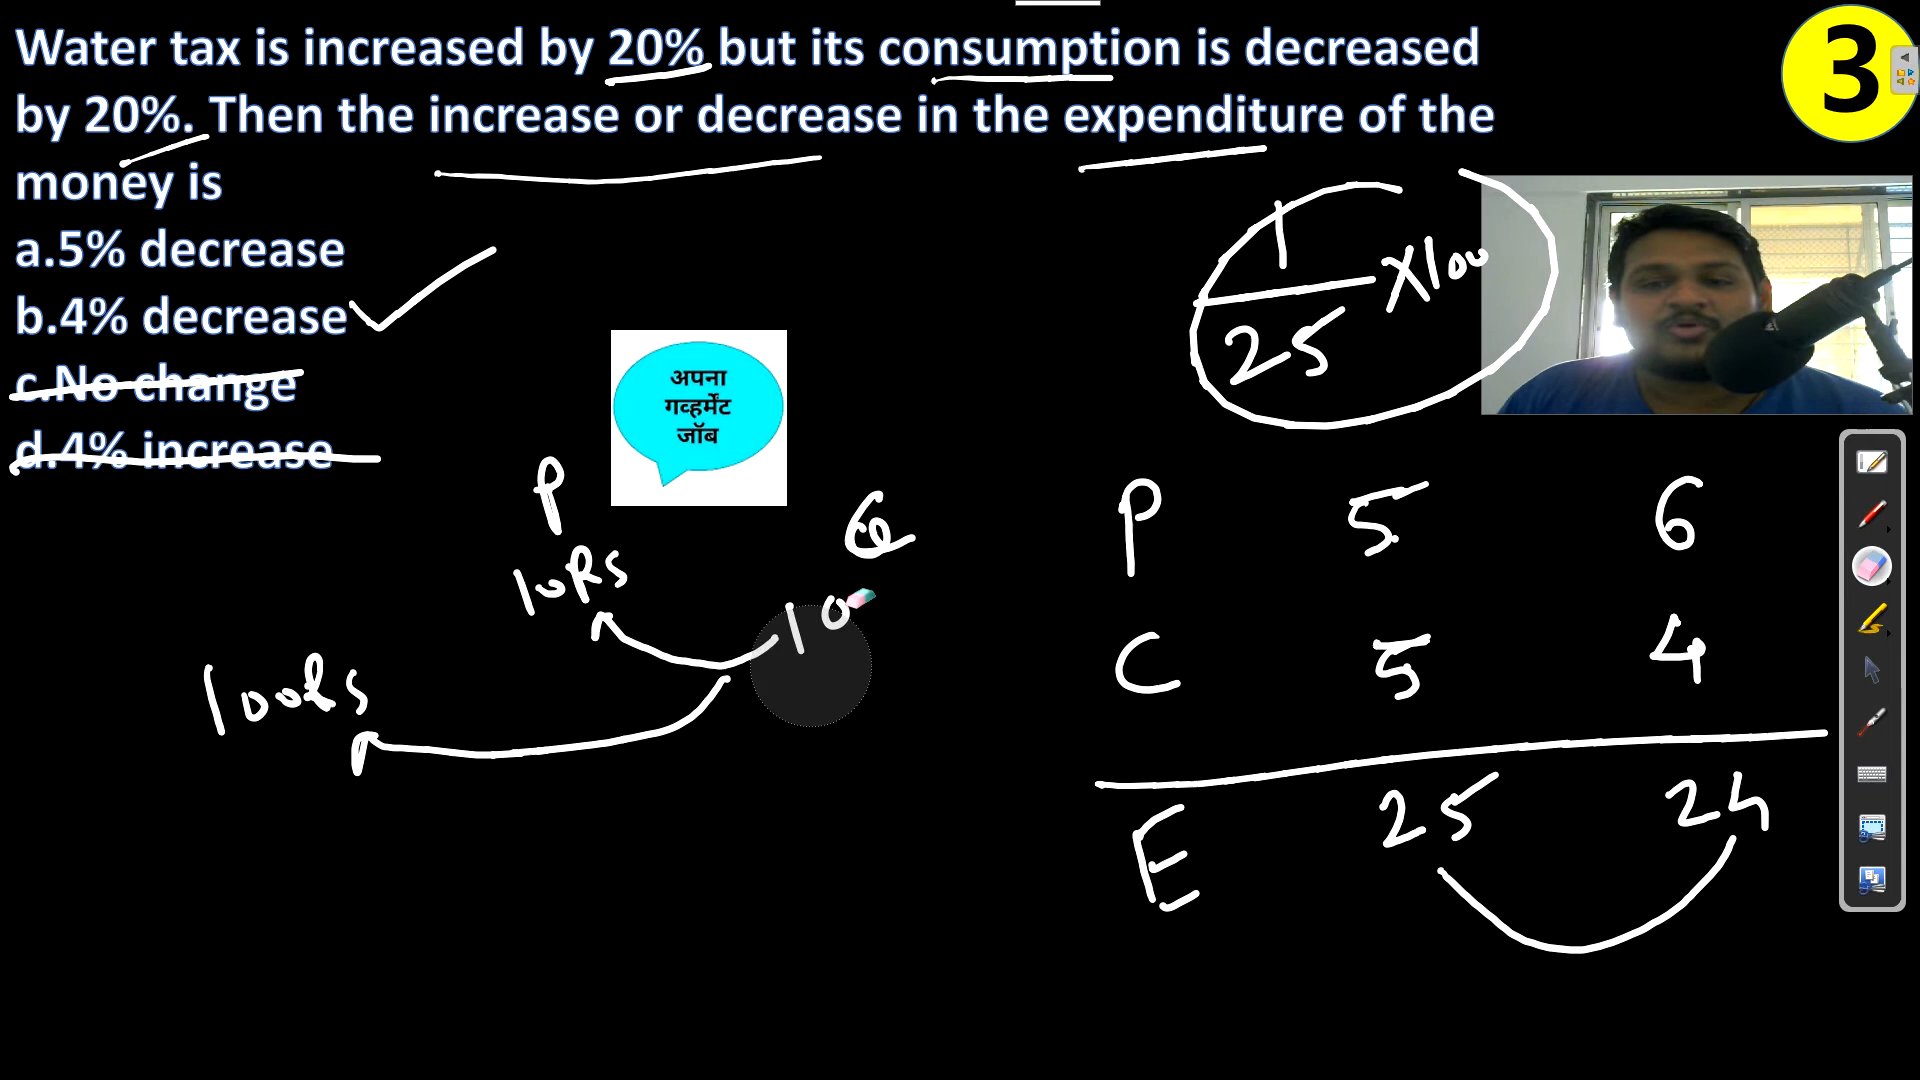 Water tax is increased by 20% but its consumption is decreased
by 20%. Then the increase or decrease in the expenditure of the
money is
a.5% decrease
b.4% decrease
c.No change
d.4% increase
3
1
25
X100
अपना
गव्हर्मेंट
जॉब
P
10Rs
10
100Rs
P 5 6
C 5 4
E 25 24